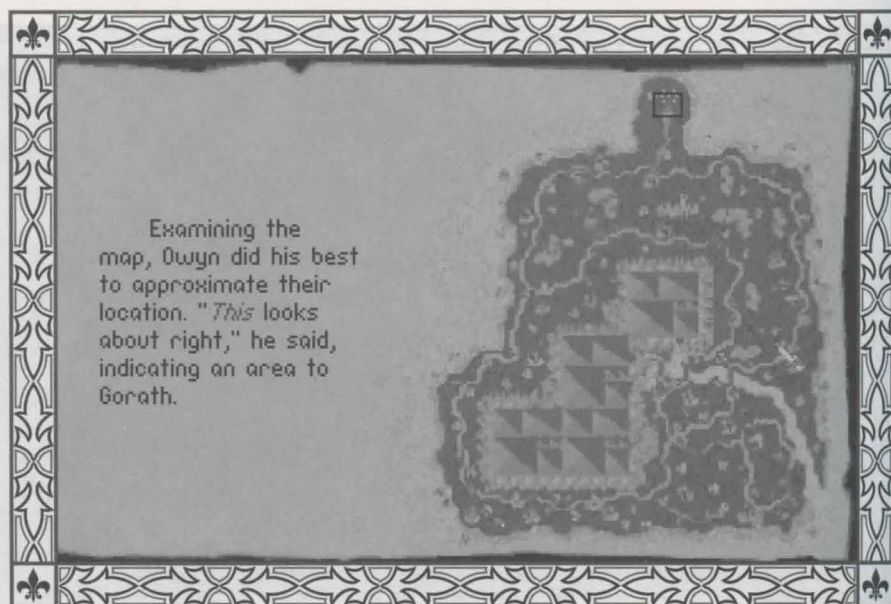 Examining the
map, Owyn did his best
to approximate their
location. "This looks
about right," he said,
indicating an area to
Gorath.